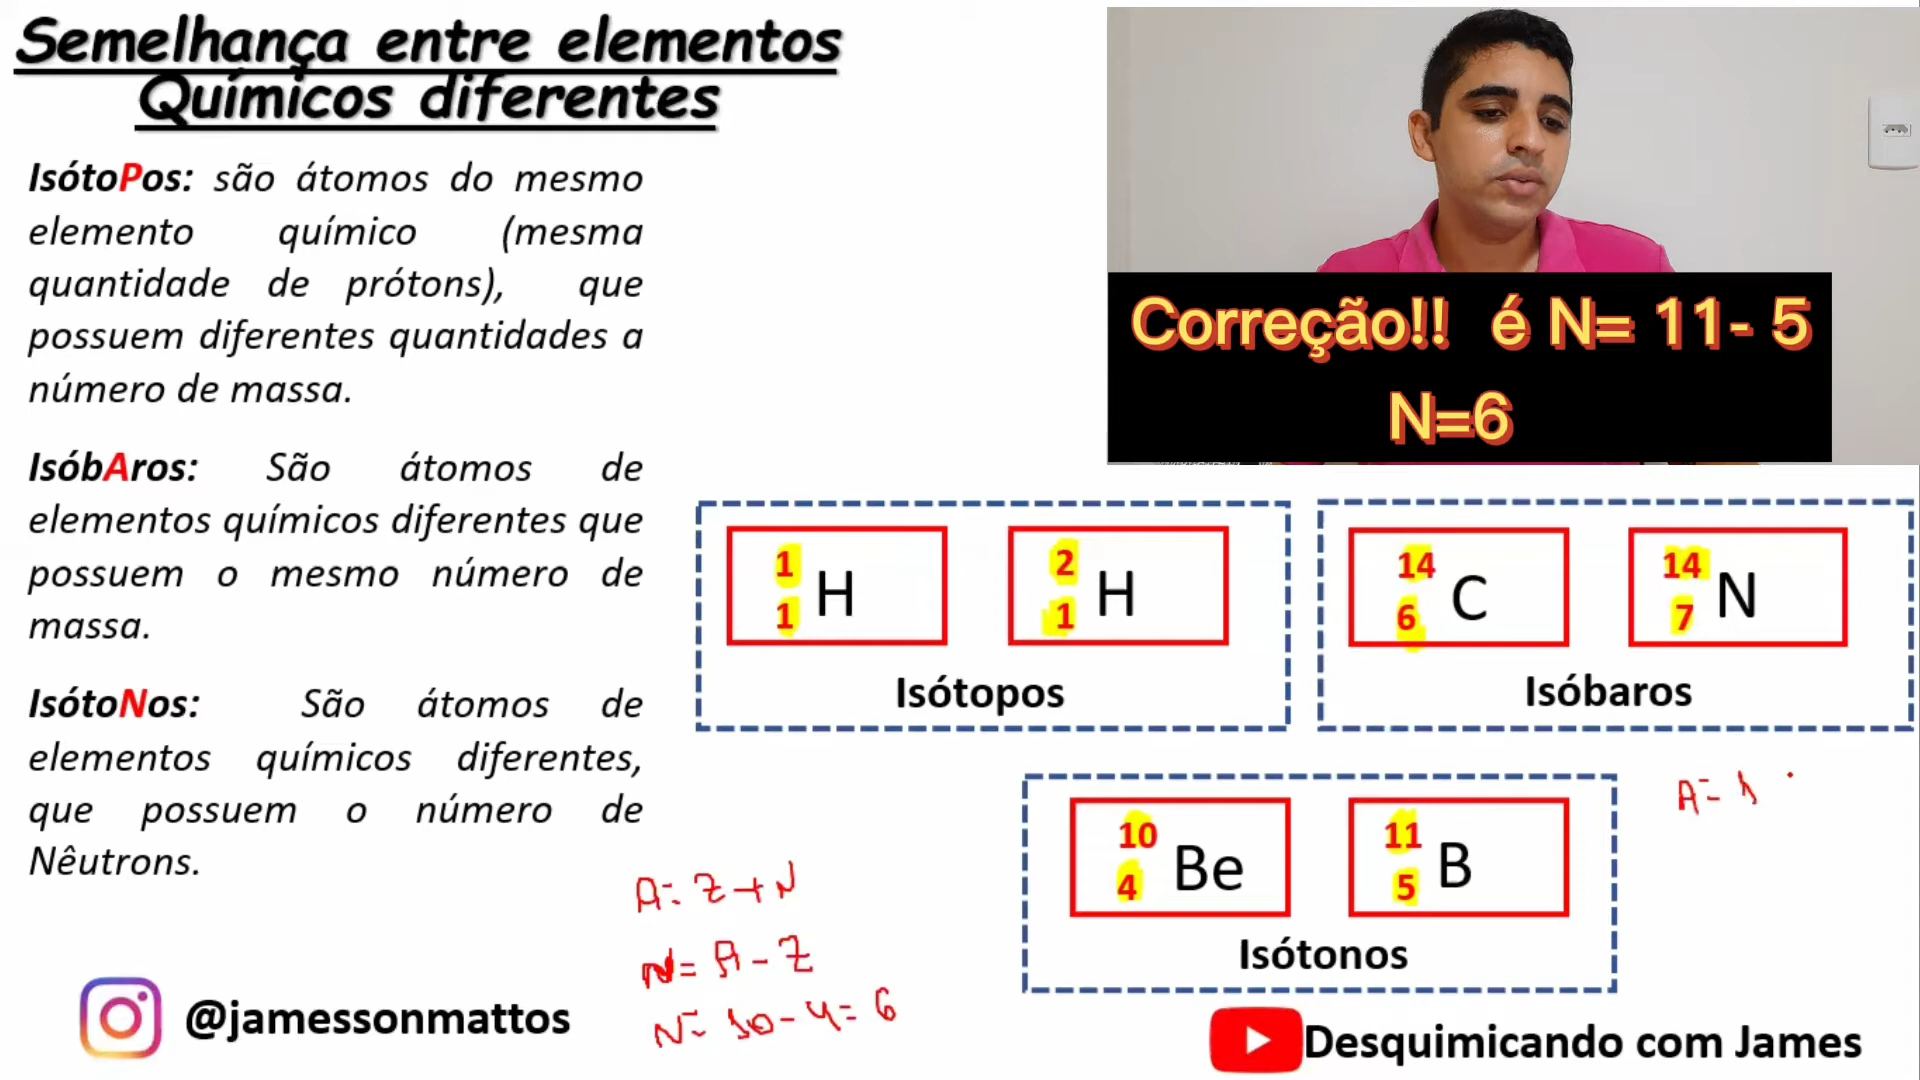 Semelhança entre elementos
Químicos diferentes
IsótoPos: são átomos do mesmo
elemento químico (mesma
quantidade de prótons), que
possuem diferentes quantidades a
número de massa.
IsóbAros: São átomos de
elementos químicos diferentes que
possuem o mesmo número de
massa.
IsótoNos: São átomos de
elementos químicos diferentes,
que possuem o número de
Nêutrons.
Correção!! é N= 11- 5
N=6
1
1 H
2
1 H
Isótopos
14
6 C
14
7 N
Isóbaros
10
4 Be
11
5 B
Isótonos
A= Z+N
N= A-Z
N= 10-4= 6
A= 1
@jamessonmattos
Desquimicando com James